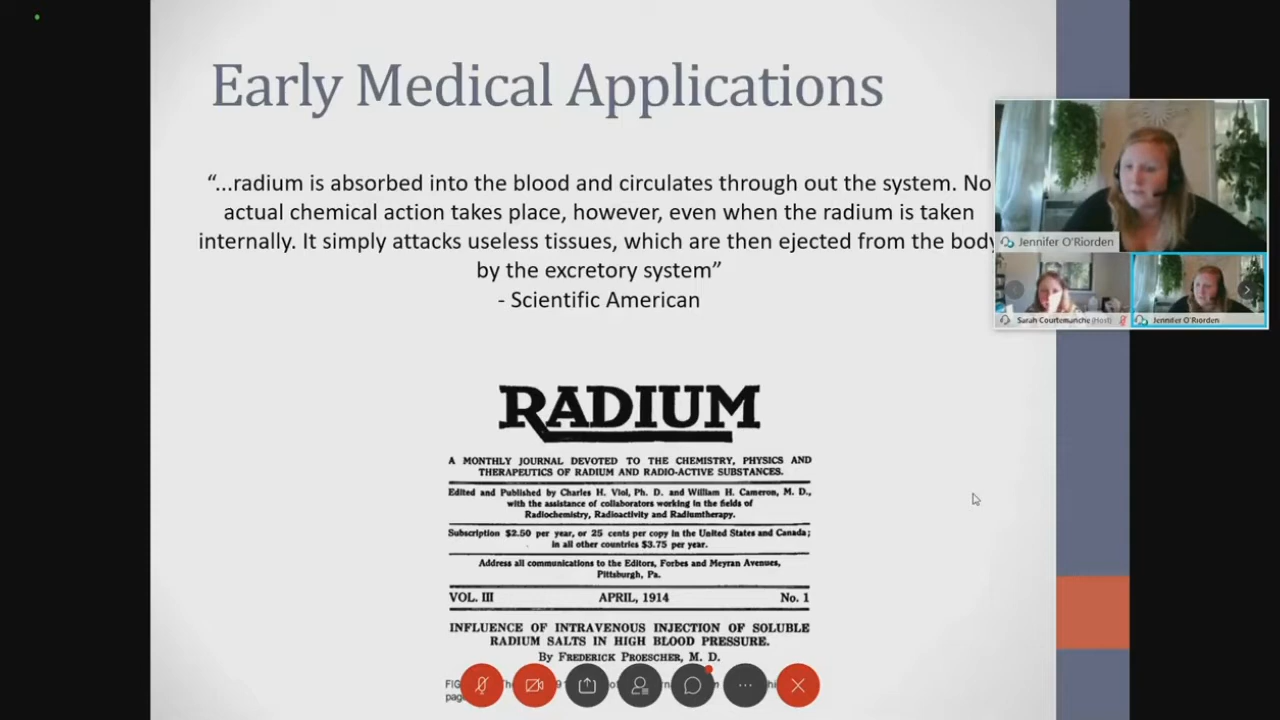 Early Medical Applications
“...radium is absorbed into the blood and circulates through out the system. No
actual chemical action takes place, however, even when the radium is taken
internally. It simply attacks useless tissues, which are then ejected from the body
by the excretory system”
- Scientific American
Jennifer O'Riorden
Sarah Courtemanche (Host)
Jennifer O'Riorden
RADIUM
A MONTHLY JOURNAL DEVOTED TO THE CHEMISTRY, PHYSICS AND
THERAPEUTICS OF RADIUM AND RADIO-ACTIVE SUBSTANCES.
Edited and Published by Charles H. Viol, Ph. D. and William H. Cameron, M. D.,
with the assistance of collaborators working in the fields of
Radiochemistry, Radioactivity and Radiumtherapy.
Subscription $2.50 per year, or 25 cents per copy in the United States and Canada;
in all other countries $3.75 per year.
Address all communications to the Editors, Forbes and Meyran Avenues,
Pittsburgh, Pa.
VOL. III APRIL, 1914 No. 1
INFLUENCE OF INTRAVENOUS INJECTION OF SOLUBLE
RADIUM SALTS IN HIGH BLOOD PRESSURE.
By FREDERICK PROESCHER, M. D.